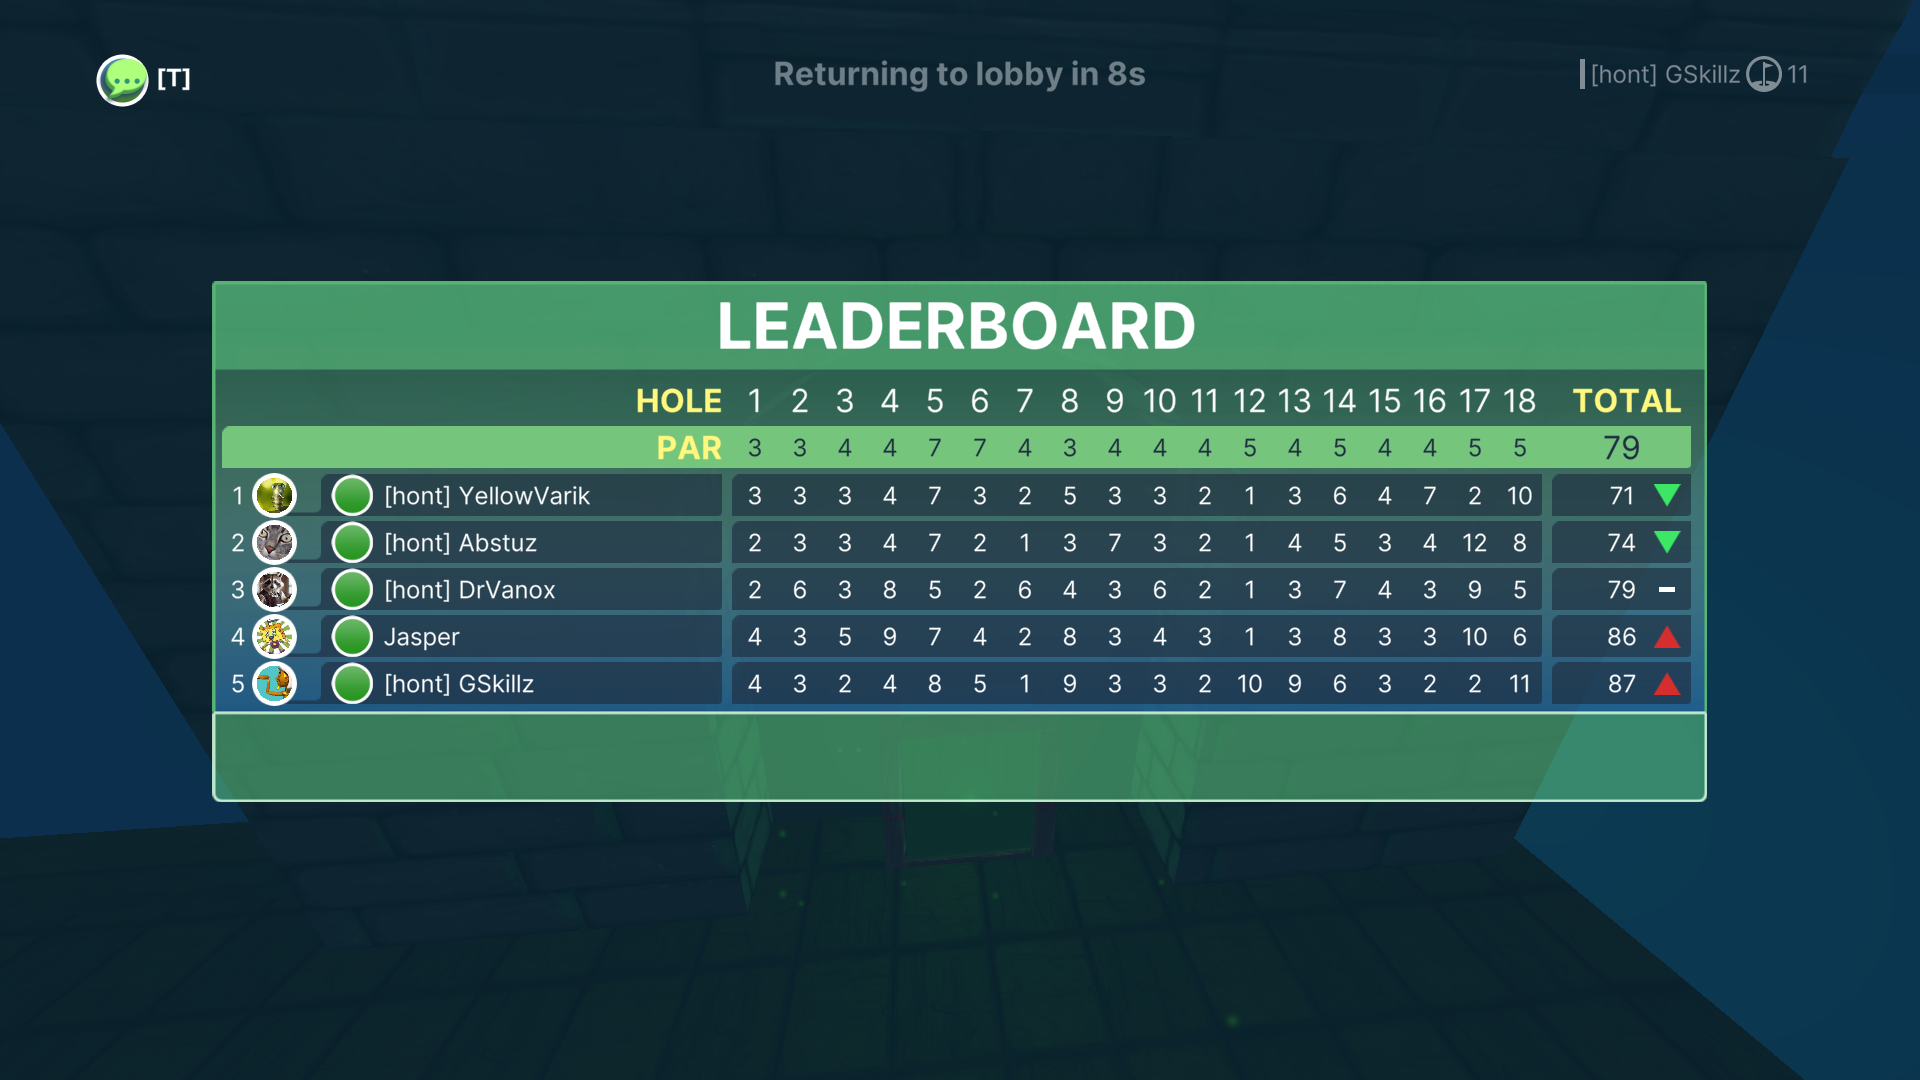 [T]
Returning to lobby in 8s
[hont] GSkillz 11
LEADERBOARD
HOLE 1 2 3 4 5 6 7 8 9 10 11 12 13 14 15 16 17 18 TOTAL
PAR 3 3 4 4 7 7 4 3 4 4 4 5 4 5 4 4 5 5 79
1 [hont] YellowVarik 3 3 3 4 7 3 2 5 3 3 2 1 3 6 4 7 2 10 71
2 [hont] Abstuz 2 3 3 4 7 2 1 3 7 3 2 1 4 5 3 4 12 8 74
3 [hont] DrVanox 2 6 3 8 5 2 6 4 3 6 2 1 3 7 4 3 9 5 79
4 Jasper 4 3 5 9 7 4 2 8 3 4 3 1 3 8 3 3 10 6 86
5 [hont] GSkillz 4 3 2 4 8 5 1 9 3 3 2 10 9 6 3 2 2 11 87